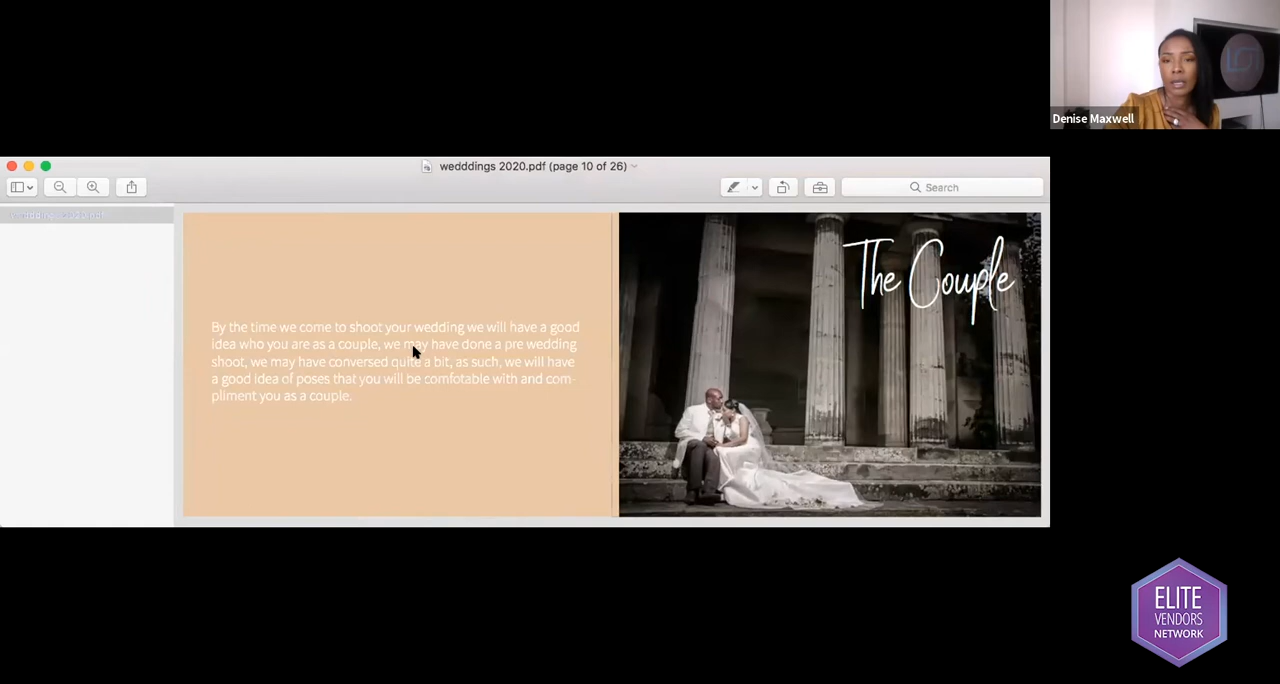 Denise Maxwell
wedddings 2020.pdf (page 10 of 26)
Search
By the time we come to shoot your wedding we will have a good
idea who you are as a couple, we may have done a pre wedding
shoot, we may have conversed quite a bit, as such, we will have
a good idea of poses that you will be comfotable with and com-
pliment you as a couple.
The Couple
ELITE
VENDORS
NETWORK